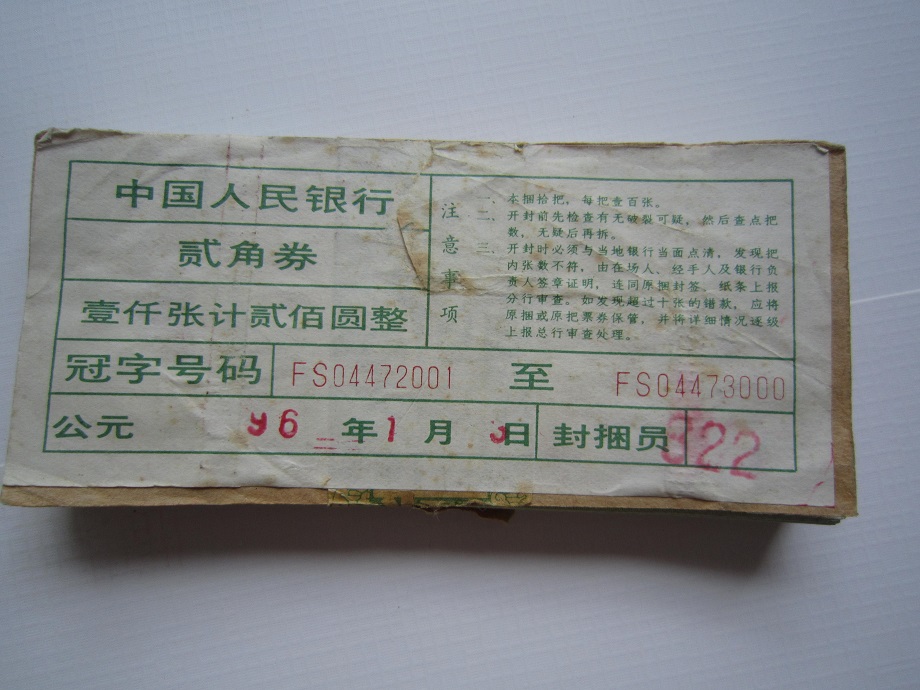 中国人民银行
贰角券
壹仟张计贰佰圆整
注意事项
一、本捆拾把，每把壹百张。
二、开封前先检查有无破裂可疑，然后查点把
数，无疑后再拆。
三、开封时必须与当地银行当面点清，发现把
内张数不符，由在场人、经手人及银行负
责人签章证明，连同原捆封签。纸条上报
分行审查。如发现超过十张的错款，应将
原捆或原把票券保管，并将详细情况逐级
上报总行审查处理。
冠字号码 FS04472001 至 FS04473000
公元 96 年 1 月 日 封捆员 322